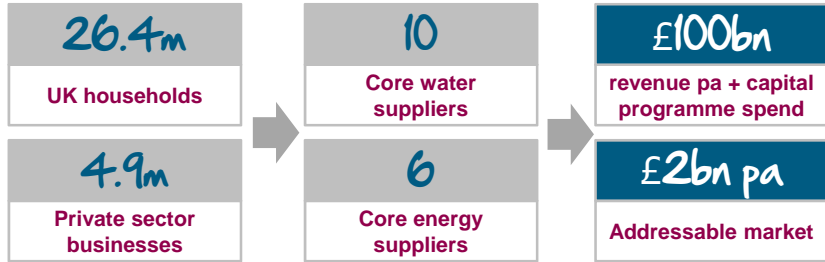 26.4m
UK households
4.9m
Private sector
businesses
10
Core water
suppliers
6
Core energy
suppliers
£100bn
revenue pa + capital
programme spend
£2bn pa
Addressable market